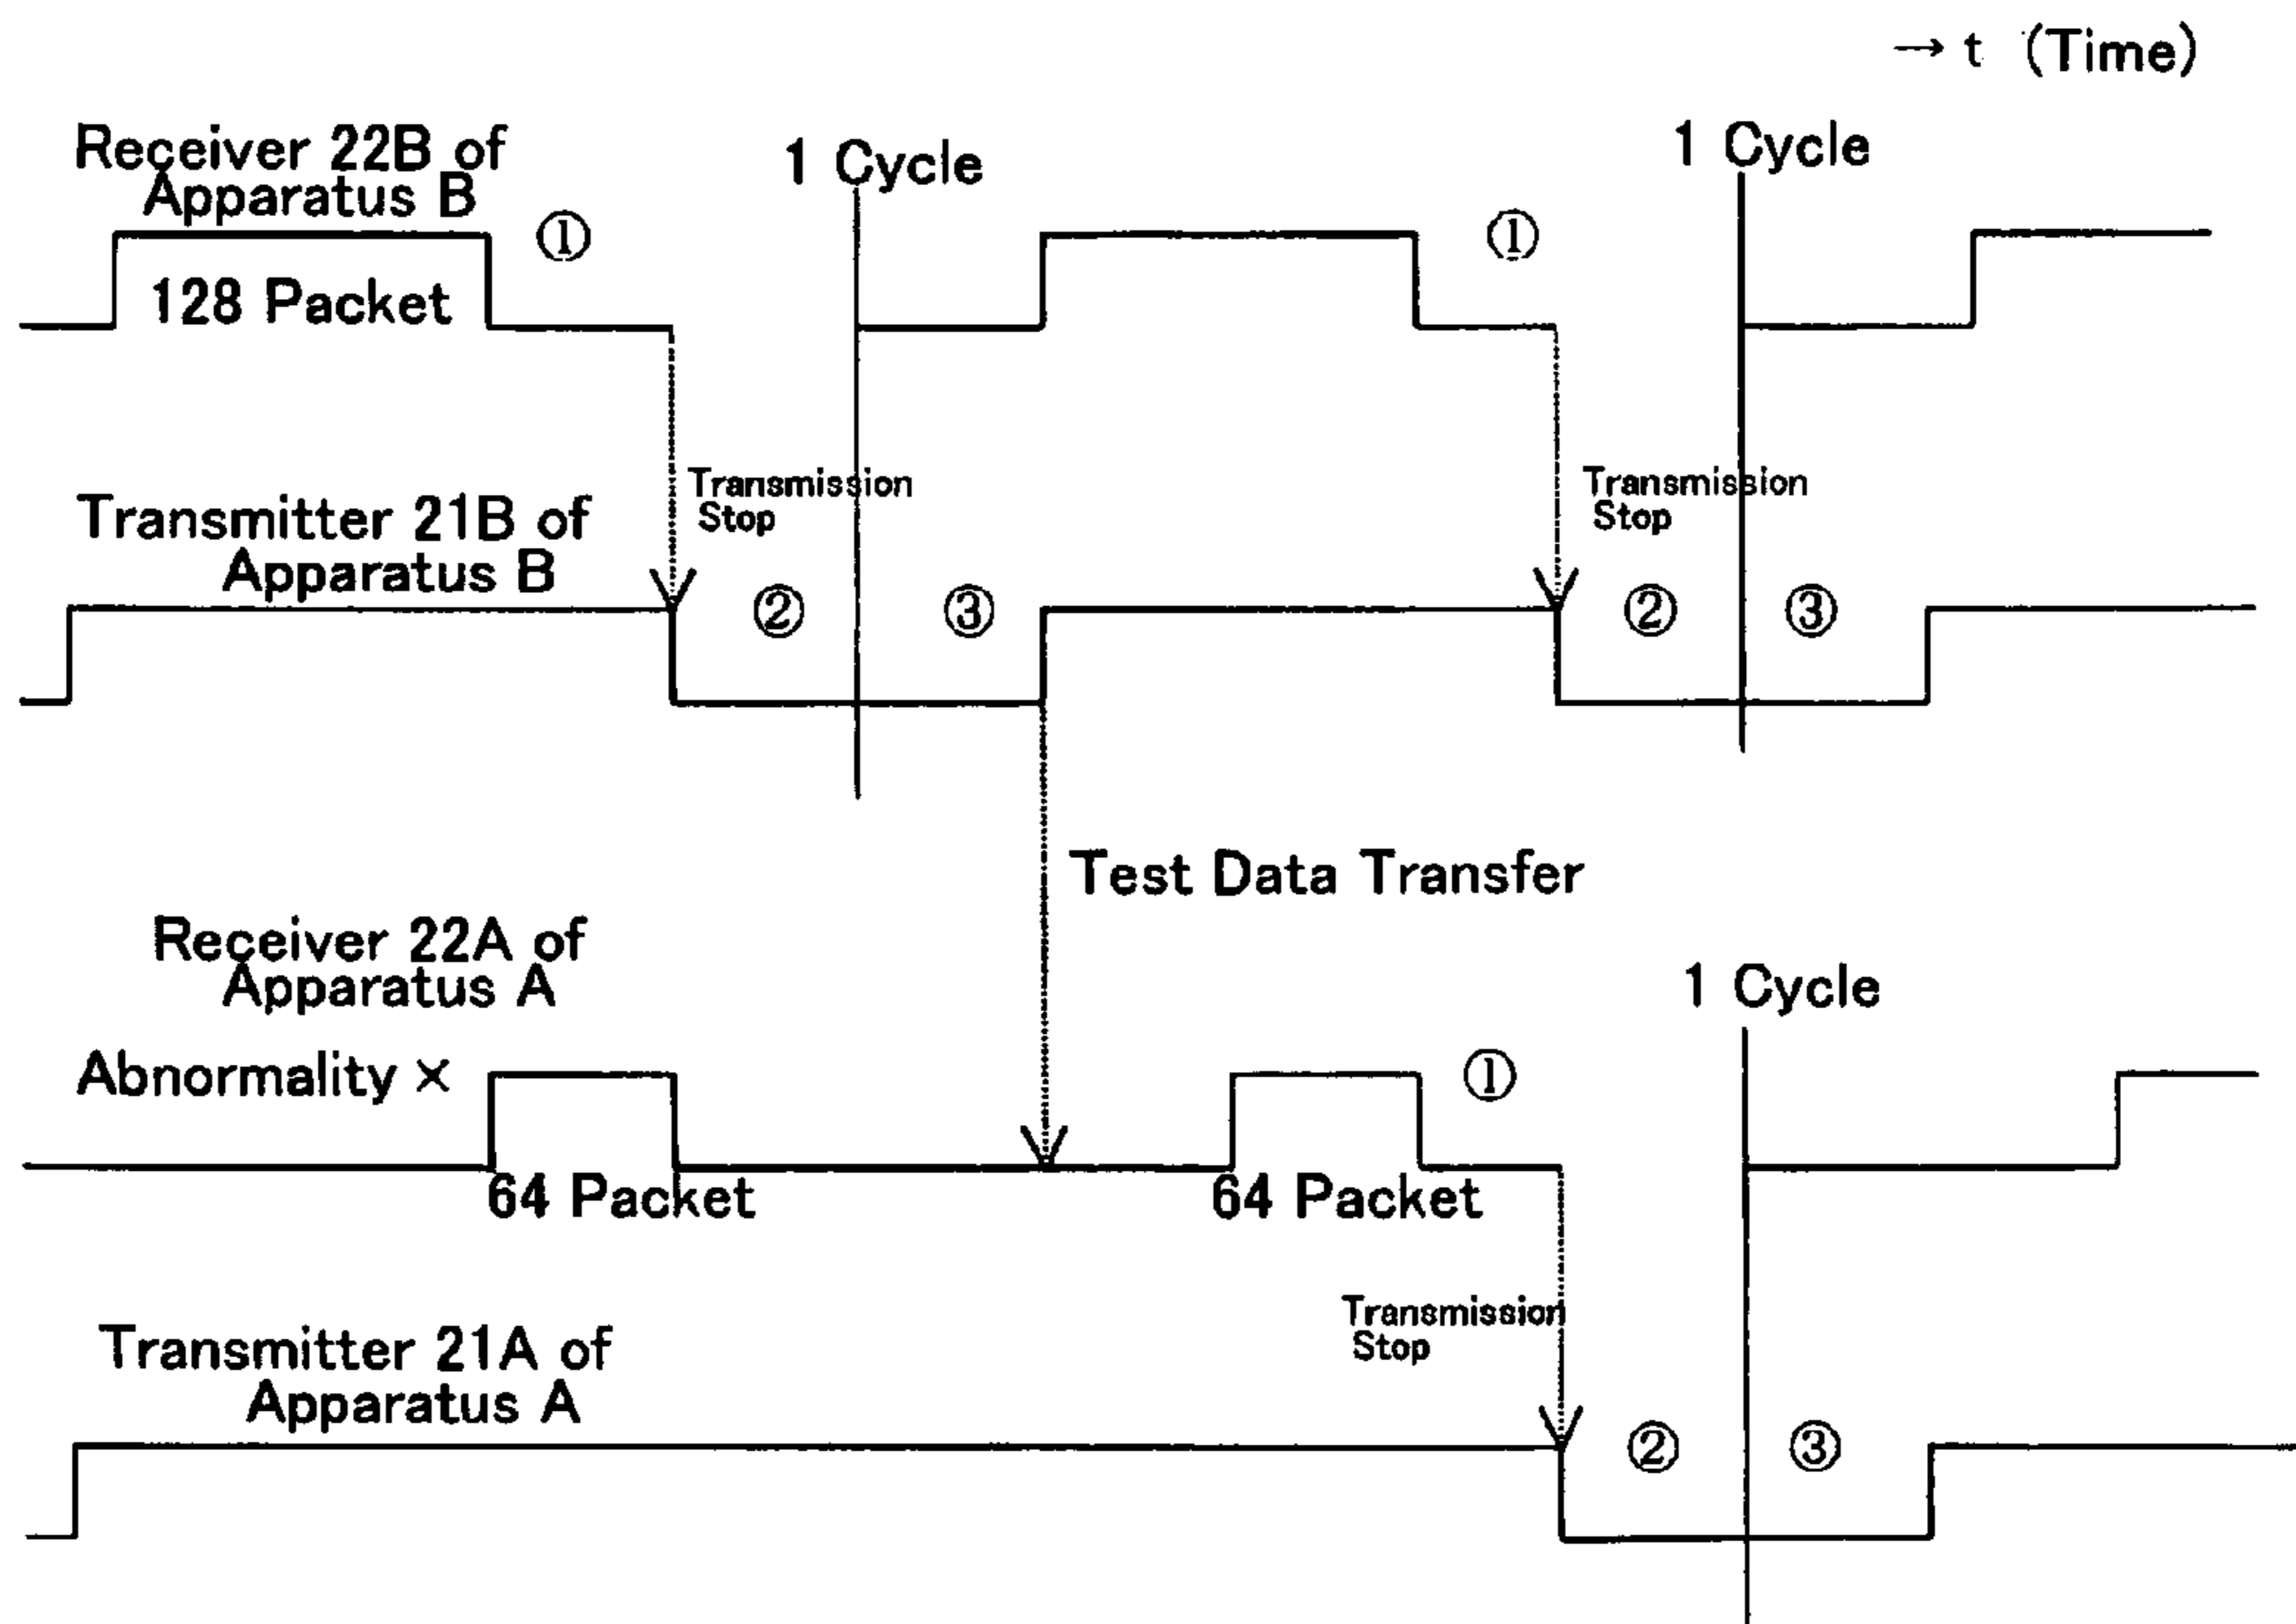 → t (Time)
Receiver 22B of
Apparatus B
①
1 Cycle
①
1 Cycle
128 Packet
Transmitter 21B of
Apparatus B
Transmission
Stop
Transmission
Stop
②
③
②
③
Test Data Transfer
Receiver 22A of
Apparatus A
1 Cycle
Abnormality ×
①
64 Packet
64 Packet
Transmission
Stop
Transmitter 21A of
Apparatus A
②
③